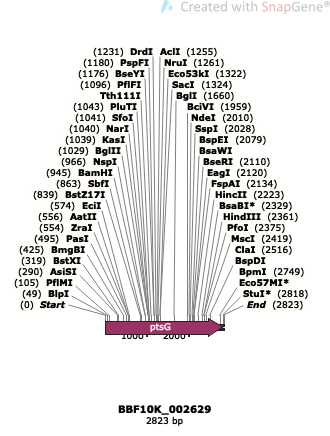 Created with SnapGene®
(1231) DrdI AclI (1255)
(1180) PspFI NruI (1261)
(1176) BseYI Eco53kI (1322)
(1096) PflFI SacI (1324)
Tth111I BglI (1660)
(1043) PluTI BciVI (1959)
(1041) SfoI NdeI (2010)
(1040) NarI SspI (2028)
(1039) KasI BspEI (2079)
(1029) BglII BsaWI
(966) NspI BseRI (2110)
(945) BamHI EagI (2120)
(863) SbfI FspAI (2134)
(839) BstZ17I HincII (2223)
(574) EciI BsaBI* (2329)
(556) AatII HindIII (2361)
(554) ZraI PfoI (2375)
(495) PasI MscI (2419)
(425) BmgBI ClaI (2516)
(319) BstXI BspDI
(290) AsiSI BpmI (2749)
(105) PflMI Eco57MI*
(49) BlpI StuI* (2818)
(0) Start End (2823)
ptsG
1000 2000
BBF10K_002629
2823 bp